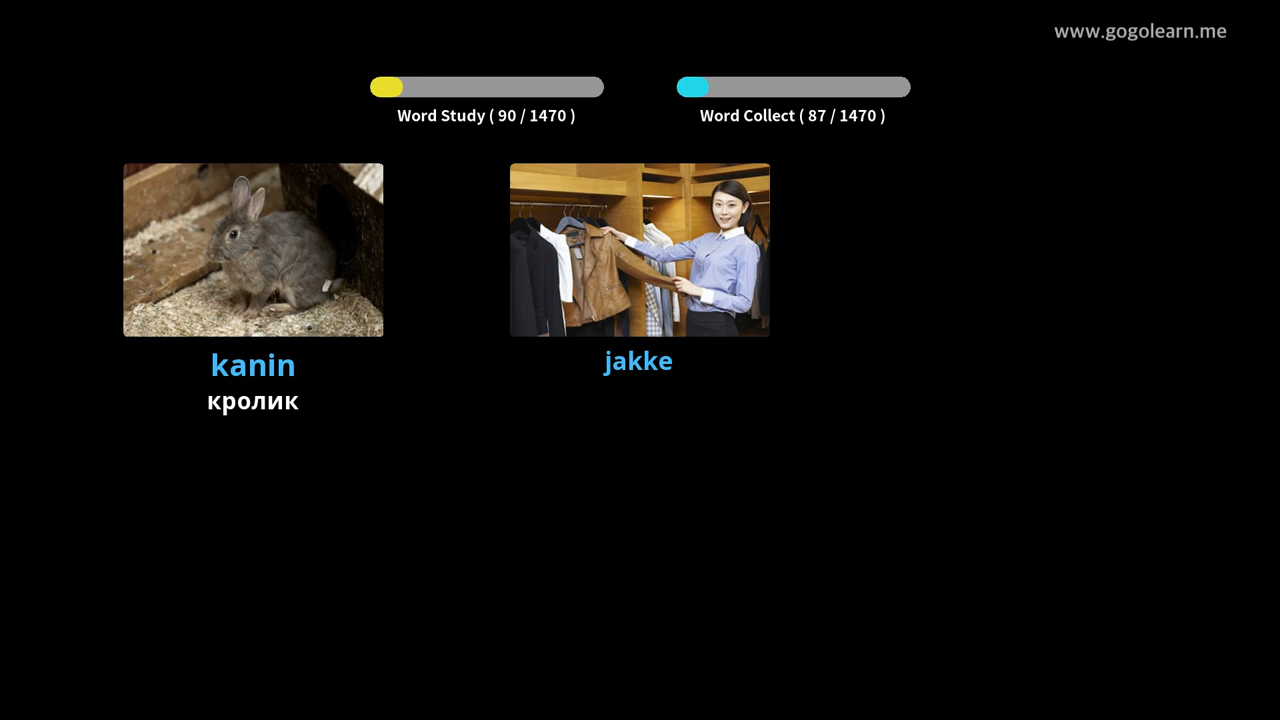 www.gogolearn.me
Word Study ( 90 / 1470 )
Word Collect ( 87 / 1470 )
kanin
кролик
jakke